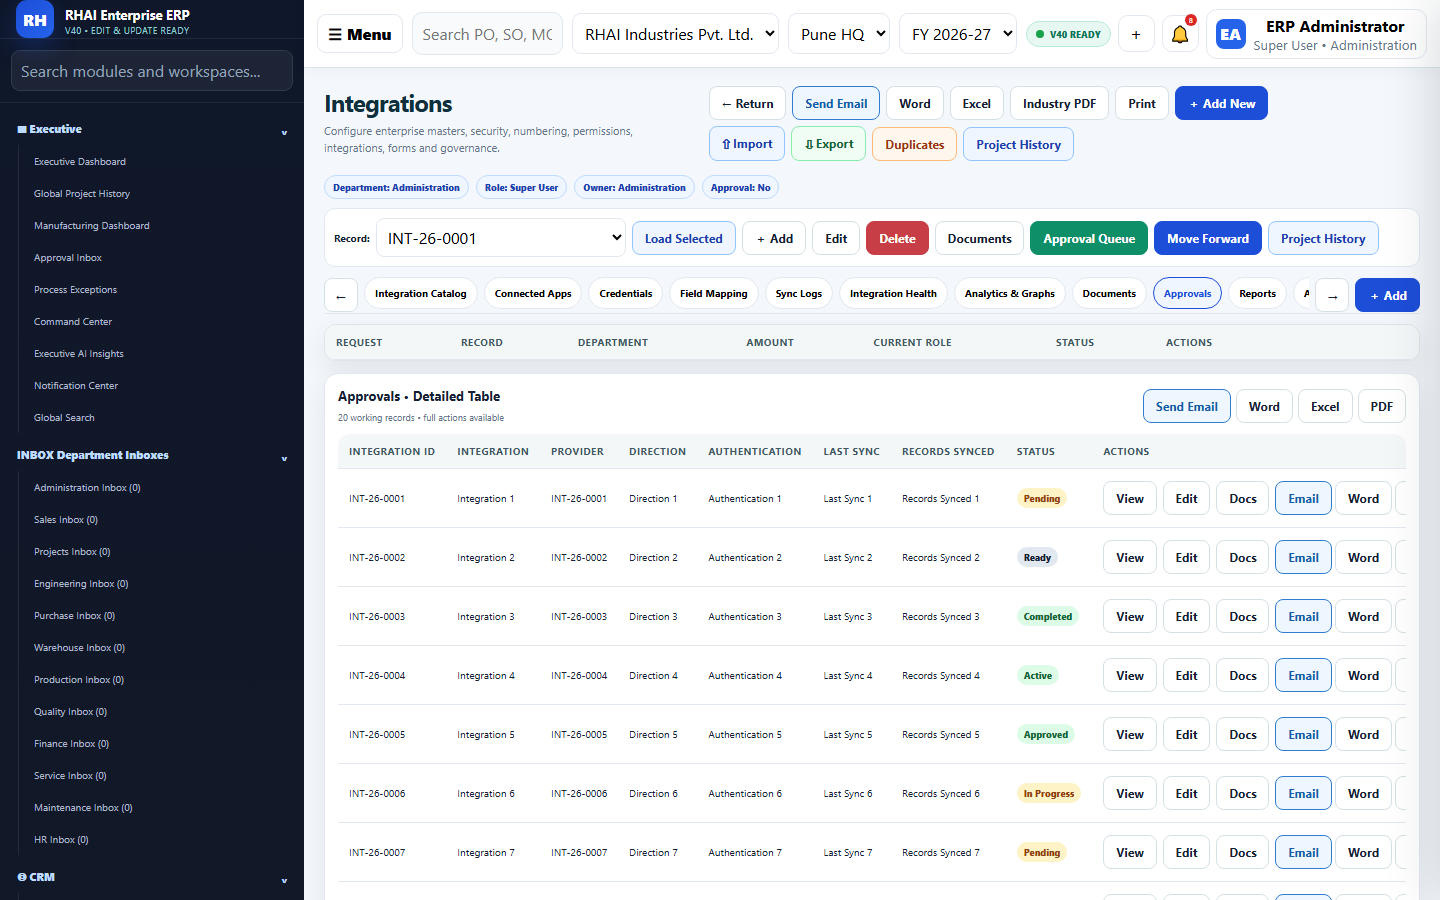 RH
RHAI Enterprise ERP
V40 • EDIT & UPDATE READY
Search modules and workspaces...
Executive
Executive Dashboard
Global Project History
Manufacturing Dashboard
Approval Inbox
Process Exceptions
Command Center
Executive AI Insights
Notification Center
Global Search
INBOX Department Inboxes
Administration Inbox (0)
Sales Inbox (0)
Projects Inbox (0)
Engineering Inbox (0)
Purchase Inbox (0)
Warehouse Inbox (0)
Production Inbox (0)
Quality Inbox (0)
Finance Inbox (0)
Service Inbox (0)
Maintenance Inbox (0)
HR Inbox (0)
CRM
☰ Menu
Search PO, SO, MC
RHAI Industries Pvt. Ltd.
Pune HQ
FY 2026-27
V40 READY
+
8
EA
ERP Administrator
Super User • Administration
Integrations
Configure enterprise masters, security, numbering, permissions,
integrations, forms and governance.
← Return
Send Email
Word
Excel
Industry PDF
Print
+ Add New
⇧ Import
⇩ Export
Duplicates
Project History
Department: Administration
Role: Super User
Owner: Administration
Approval: No
Record:
INT-26-0001
Load Selected
+ Add
Edit
Delete
Documents
Approval Queue
Move Forward
Project History
←
Integration Catalog
Connected Apps
Credentials
Field Mapping
Sync Logs
Integration Health
Analytics & Graphs
Documents
Approvals
Reports
→
+ Add
REQUEST RECORD DEPARTMENT AMOUNT CURRENT ROLE STATUS ACTIONS
Approvals • Detailed Table
20 working records • full actions available
Send Email
Word
Excel
PDF
INTEGRATION ID INTEGRATION PROVIDER DIRECTION AUTHENTICATION LAST SYNC RECORDS SYNCED STATUS ACTIONS
INT-26-0001 Integration 1 INT-26-0001 Direction 1 Authentication 1 Last Sync 1 Records Synced 1 Pending View Edit Docs Email Word
INT-26-0002 Integration 2 INT-26-0002 Direction 2 Authentication 2 Last Sync 2 Records Synced 2 Ready View Edit Docs Email Word
INT-26-0003 Integration 3 INT-26-0003 Direction 3 Authentication 3 Last Sync 3 Records Synced 3 Completed View Edit Docs Email Word
INT-26-0004 Integration 4 INT-26-0004 Direction 4 Authentication 4 Last Sync 4 Records Synced 4 Active View Edit Docs Email Word
INT-26-0005 Integration 5 INT-26-0005 Direction 5 Authentication 5 Last Sync 5 Records Synced 5 Approved View Edit Docs Email Word
INT-26-0006 Integration 6 INT-26-0006 Direction 6 Authentication 6 Last Sync 6 Records Synced 6 In Progress View Edit Docs Email Word
INT-26-0007 Integration 7 INT-26-0007 Direction 7 Authentication 7 Last Sync 7 Records Synced 7 Pending View Edit Docs Email Word